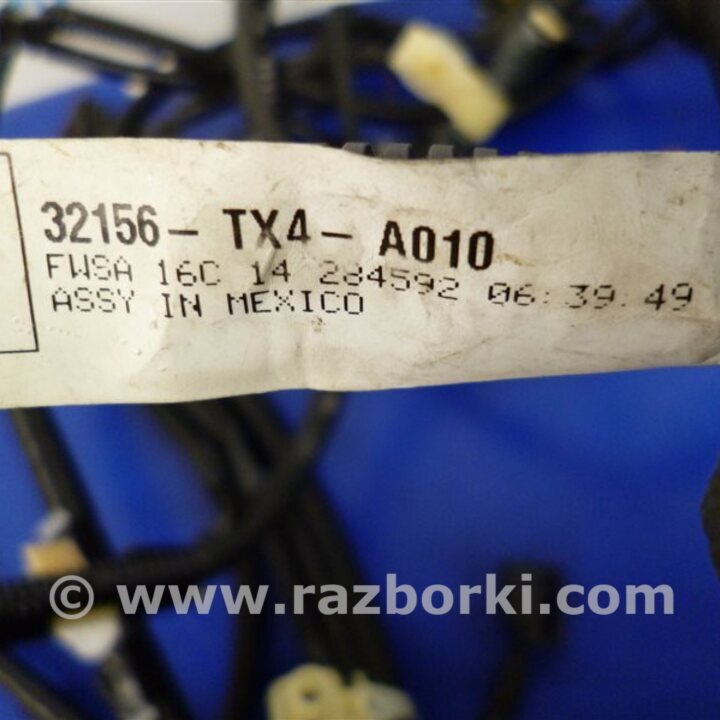 32156- TX4- A010
FWSA 16C 14 284592 06:39.49
ASSY IN MEXICO
© www.razborki.com